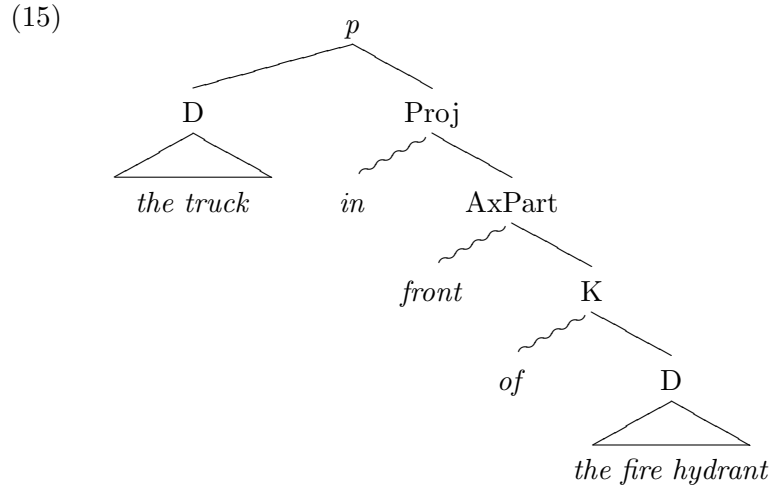 (15)
p
D Proj
the truck in AxPart
front K
of D
the fire hydrant